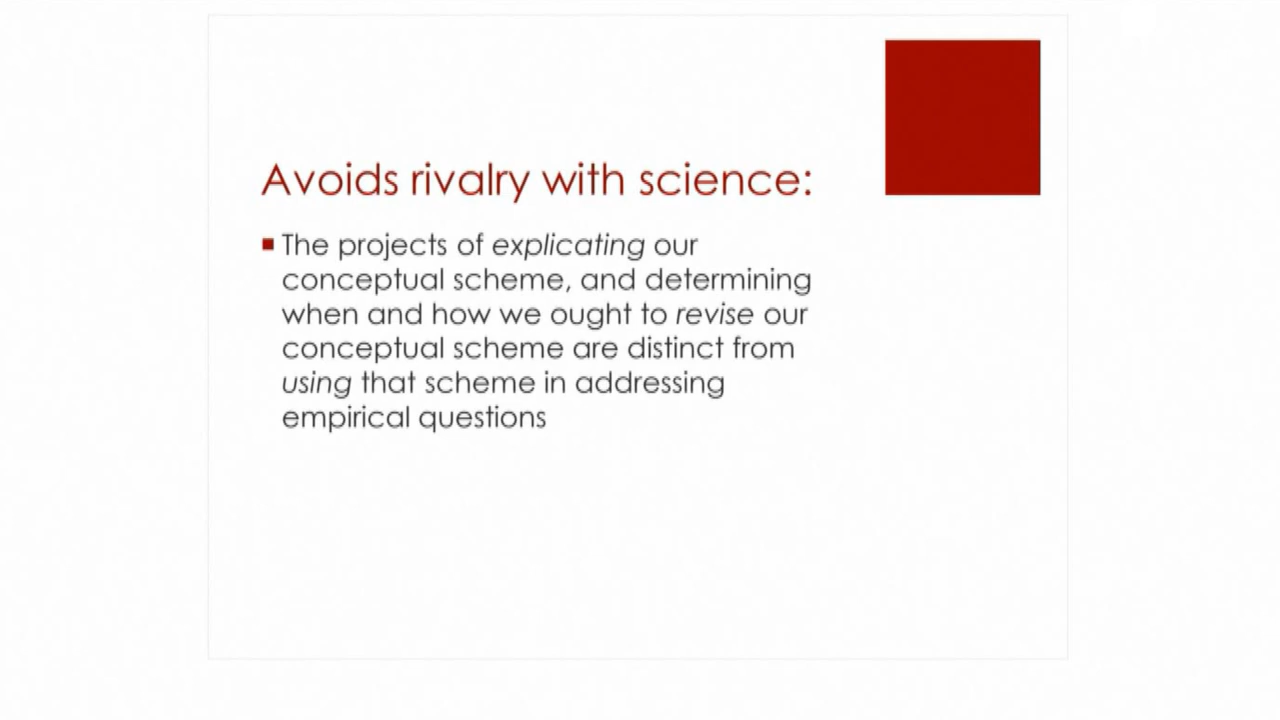 Avoids rivalry with science:
The projects of explicating our
conceptual scheme, and determining
when and how we ought to revise our
conceptual scheme are distinct from
using that scheme in addressing
empirical questions